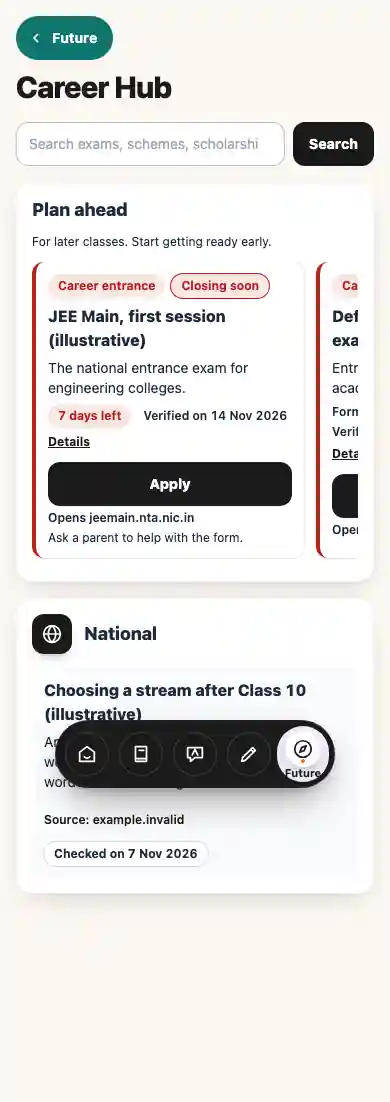 Future
Career Hub
Search exams, schemes, scholarshi
Search
Plan ahead
For later classes. Start getting ready early.
Career entrance
Closing soon
JEE Main, first session
(illustrative)
The national entrance exam for
engineering colleges.
7 days left
Verified on 14 Nov 2026
Details
Apply
Opens jeemain.nta.nic.in
Ask a parent to help with the form.
National
Choosing a stream after Class 10
(illustrative)
Source: example.invalid
Checked on 7 Nov 2026
Future